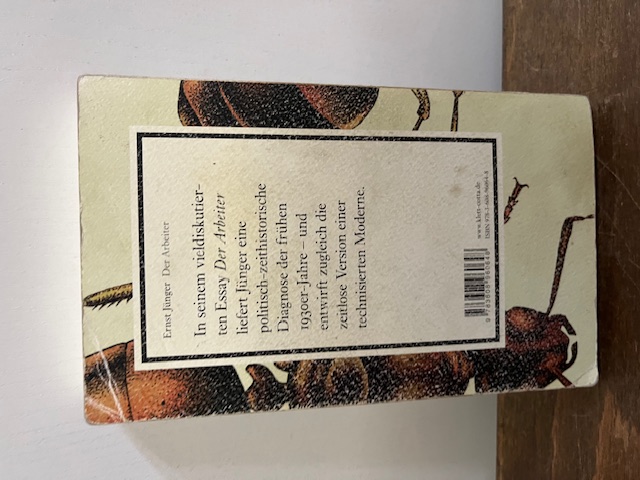 Ernst Jünger Der Arbeiter
In seinem vieldiskutier-
ten Essay Der Arbeiter
liefert Jünger eine
politisch-zeithistorische
Diagnose der frühen
1930er-Jahre – und
entwirft zugleich die
zeitlose Version einer
technisierten Moderne.
www.klett-cotta.de